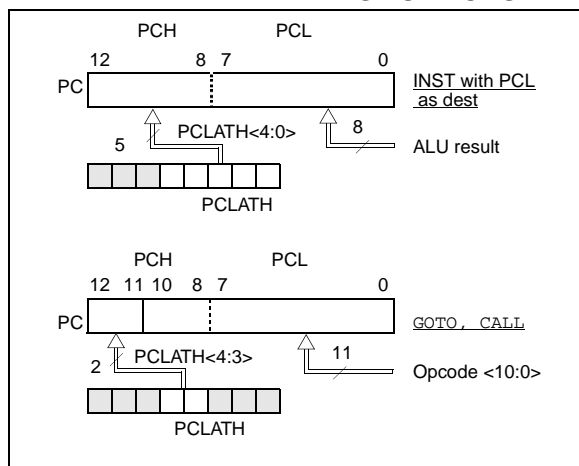 PCH PCL
12 8 7 0
PC
INST with PCL
as dest
PCLATH<4:0>
5
8
ALU result
PCLATH
PCH PCL
12 11 10 8 7 0
PC
GOTO, CALL
PCLATH<4:3>
2
11
Opcode <10:0>
PCLATH